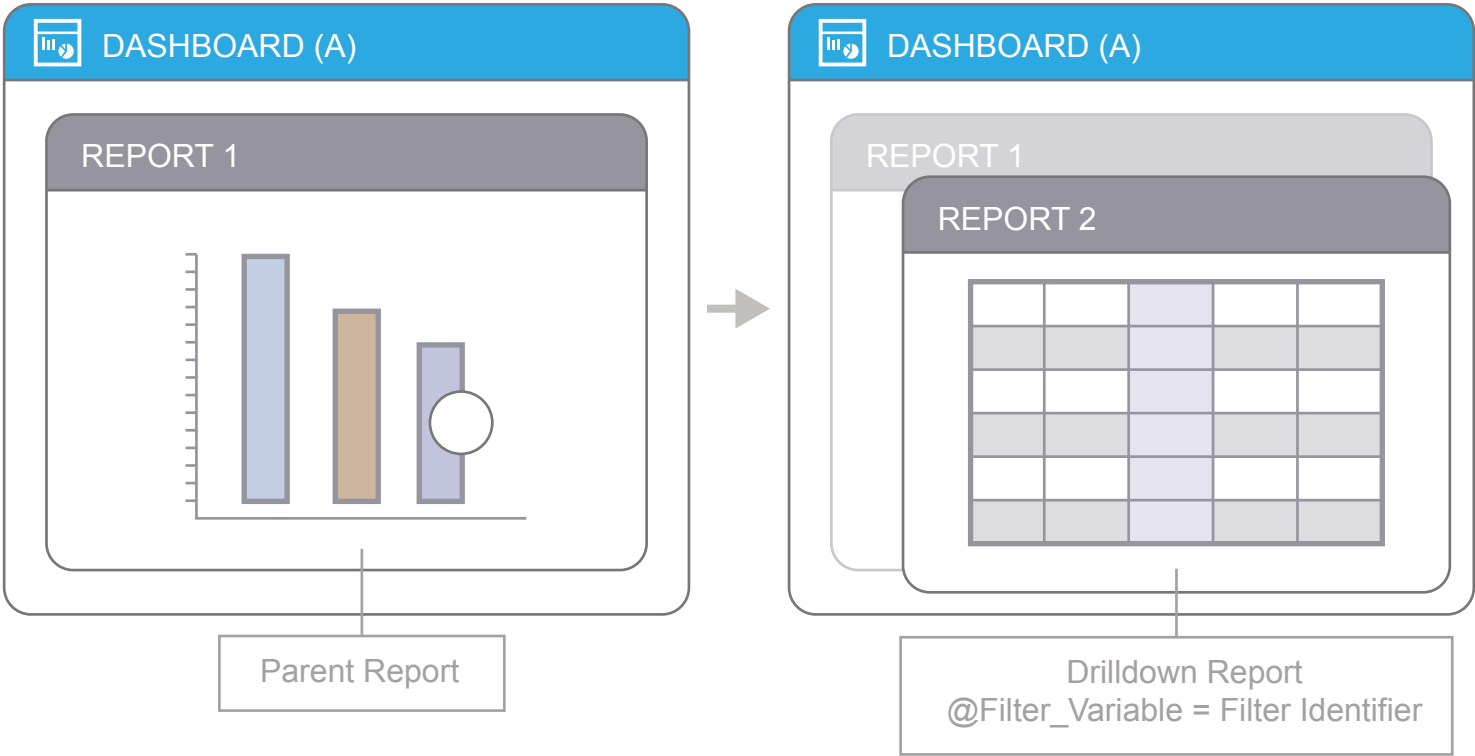 DASHBOARD (A)
REPORT 1
Parent Report
DASHBOARD (A)
REPORT 1
REPORT 2
Drilldown Report
@Filter_Variable = Filter Identifier